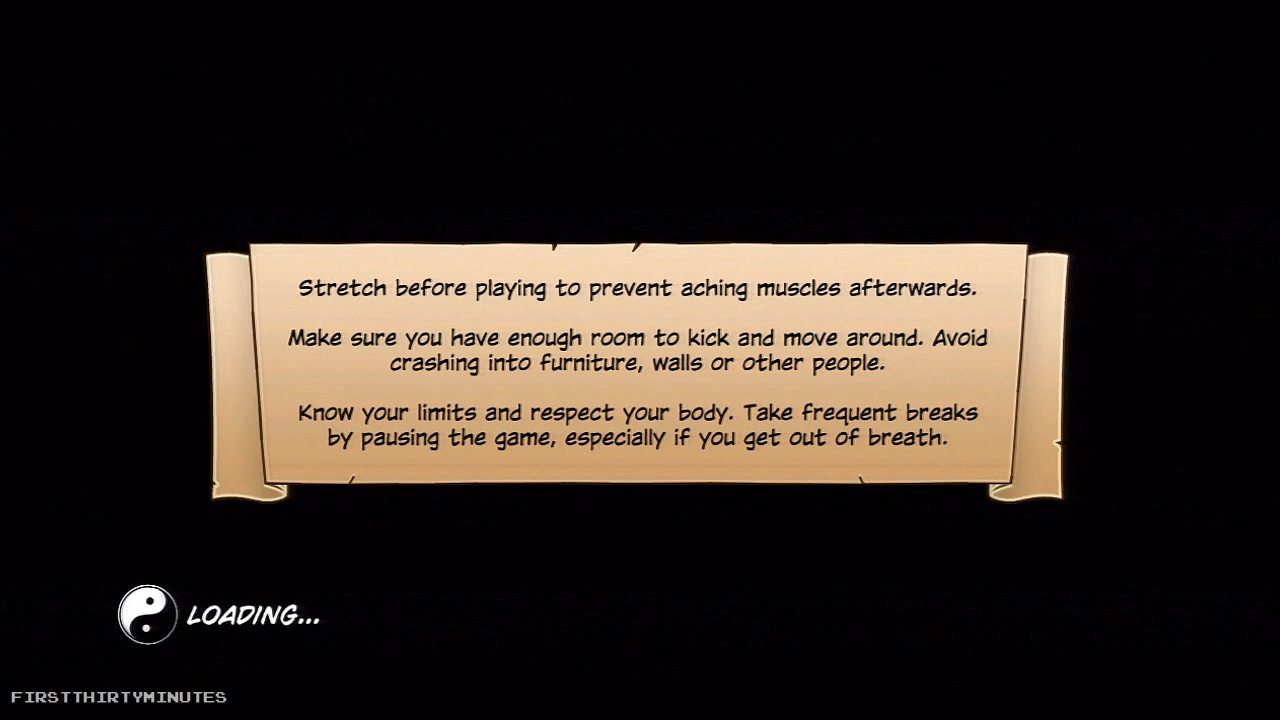 Stretch before playing to prevent aching muscles afterwards.
Make sure you have enough room to kick and move around. Avoid
crashing into furniture, walls or other people.
Know your limits and respect your body. Take frequent breaks
by pausing the game, especially if you get out of breath.
LOADING...
FIRSTTHIRTYMINUTES